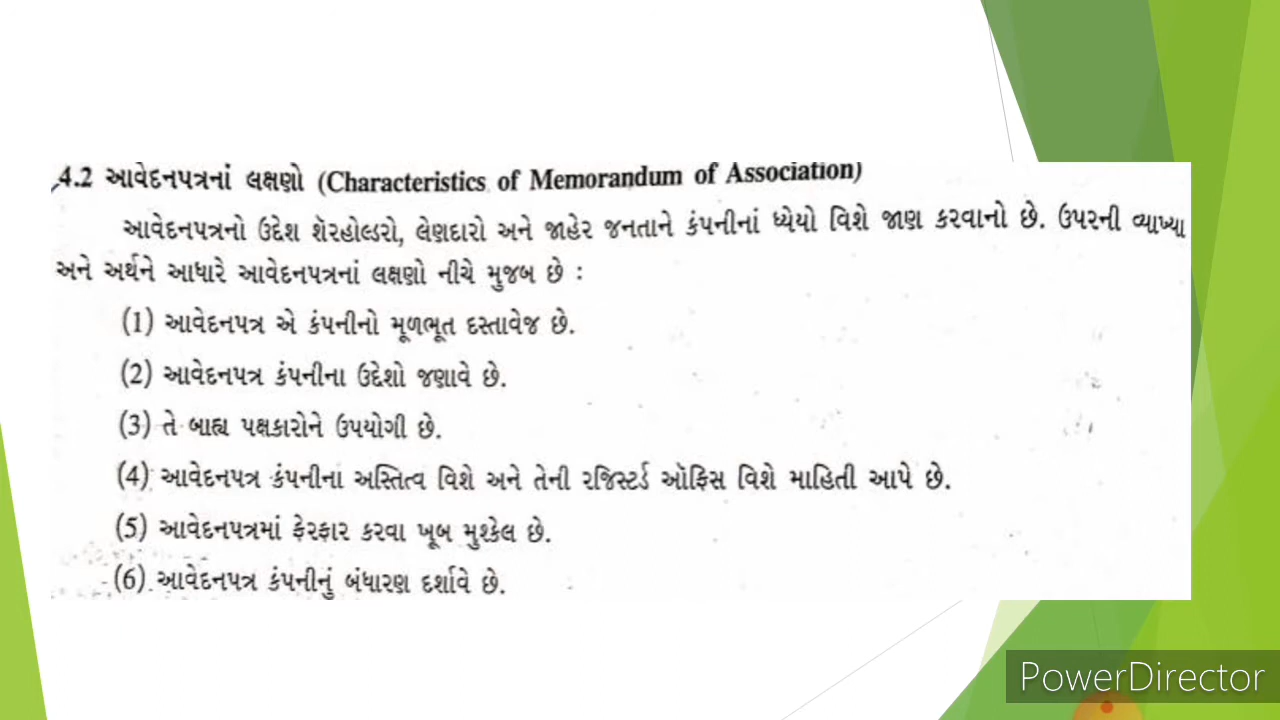 4.2 આવેદનપત્રનાં લક્ષણો (Characteristics of Memorandum of Association)
આવેદનપત્રનો ઉદેશ શૅરહોલ્ડરો, લેણદારો અને જાહેર જનતાને કંપનીનાં ધ્યેયો વિશે જાણ કરવાનો છે. ઉપરની વ્યાખ્યા
અને અર્થને આધારે આવેદનપત્રનાં લક્ષણો નીચે મુજબ છે :
(1) આવેદનપત્ર એ કંપનીનો મૂળભૂત દસ્તાવેજ છે.
(2) આવેદનપત્ર કંપનીના ઉદ્દેશો જણાવે છે.
(3) તે બાહ્ય પક્ષકારોને ઉપયોગી છે.
(4) આવેદનપત્ર કંપનીના અસ્તિત્વ વિશે અને તેની રજિસ્ટર્ડ ઑફિસ વિશે માહિતી આપે છે.
(5) આવેદનપત્રમાં ફેરફાર કરવા ખૂબ મુશ્કેલ છે.
(6) આવેદનપત્ર કંપનીનું બંધારણ દર્શાવે છે.
PowerDirector